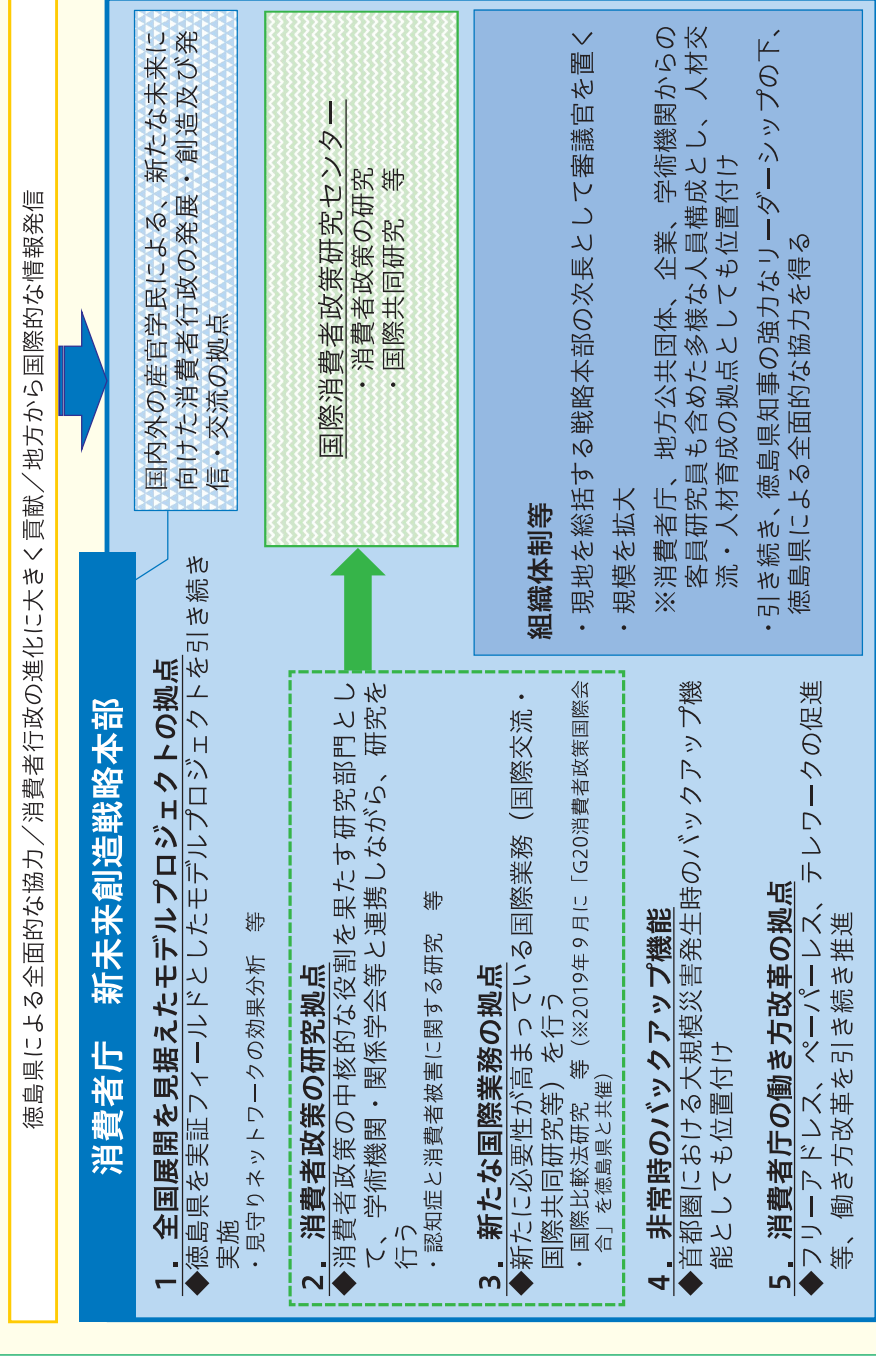 徳島県による全面的な協力／消費者行政の進化に大きく貢献／地方から国際的な情報発信
消費者庁　新未来創造戦略本部
国内外の産官学民による、新たな未来に
向けた消費者行政の発展・創造及び発
信・交流の拠点
1．全国展開を見据えたモデルプロジェクトの拠点
◆徳島県を実証フィールドとしたモデルプロジェクトを引き続き
実施
・見守りネットワークの効果分析　等
2．消費者政策の研究拠点
◆消費者政策の中核的な役割を果たす研究部門とし
て、学術機関・関係学会等と連携しながら、研究を
行う
・認知症と消費者被害に関する研究　等
3．新たな国際業務の拠点
◆新たに必要性が高まっている国際業務（国際交流・
国際共同研究等）を行う
・国際比較法研究　等（※2019年９月に「G20消費者政策国際会
合」を徳島県と共催）
4．非常時のバックアップ機能
◆首都圏における大規模災害発生時のバックアップ機
能としても位置付け
5．消費者庁の働き方改革の拠点
◆フリーアドレス、ペーパーレス、テレワークの促進
等、働き方改革を引き続き推進
国際消費者政策研究センター
・消費者政策の研究
・国際共同研究　等
組織体制等
・現地を総括する戦略本部の次長として審議官を置く
・規模を拡大
※消費者庁、地方公共団体、企業、学術機関からの
客員研究員も含めた多様な人員構成とし、人材交
流・人材育成の拠点としても位置付け
・引き続き、徳島県知事の強力なリーダーシップの下、
徳島県による全面的な協力を得る